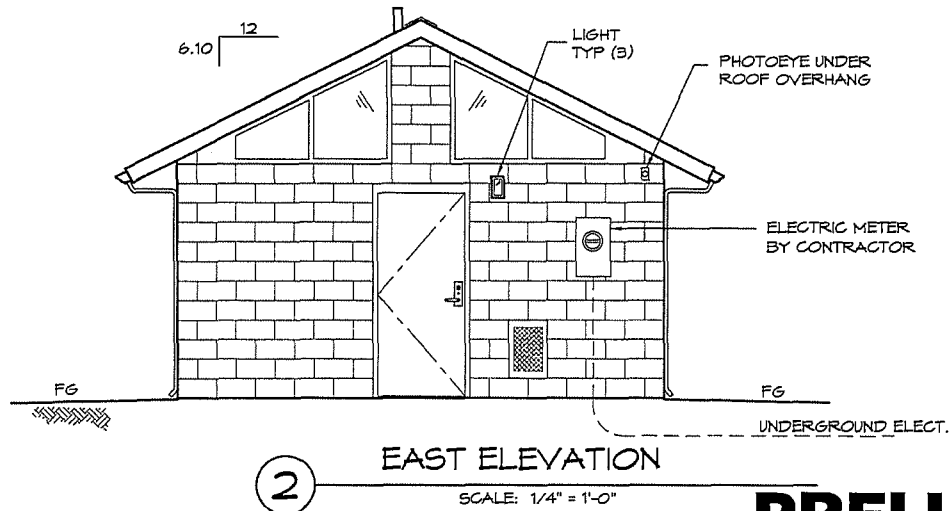 12
6.10
LIGHT
TYP (3)
PHOTOEYE UNDER
ROOF OVERHANG
ELECTRIC METER
BY CONTRACTOR
FG
FG
UNDERGROUND ELECT.
2
EAST ELEVATION
SCALE: 1/4" = 1'-0"